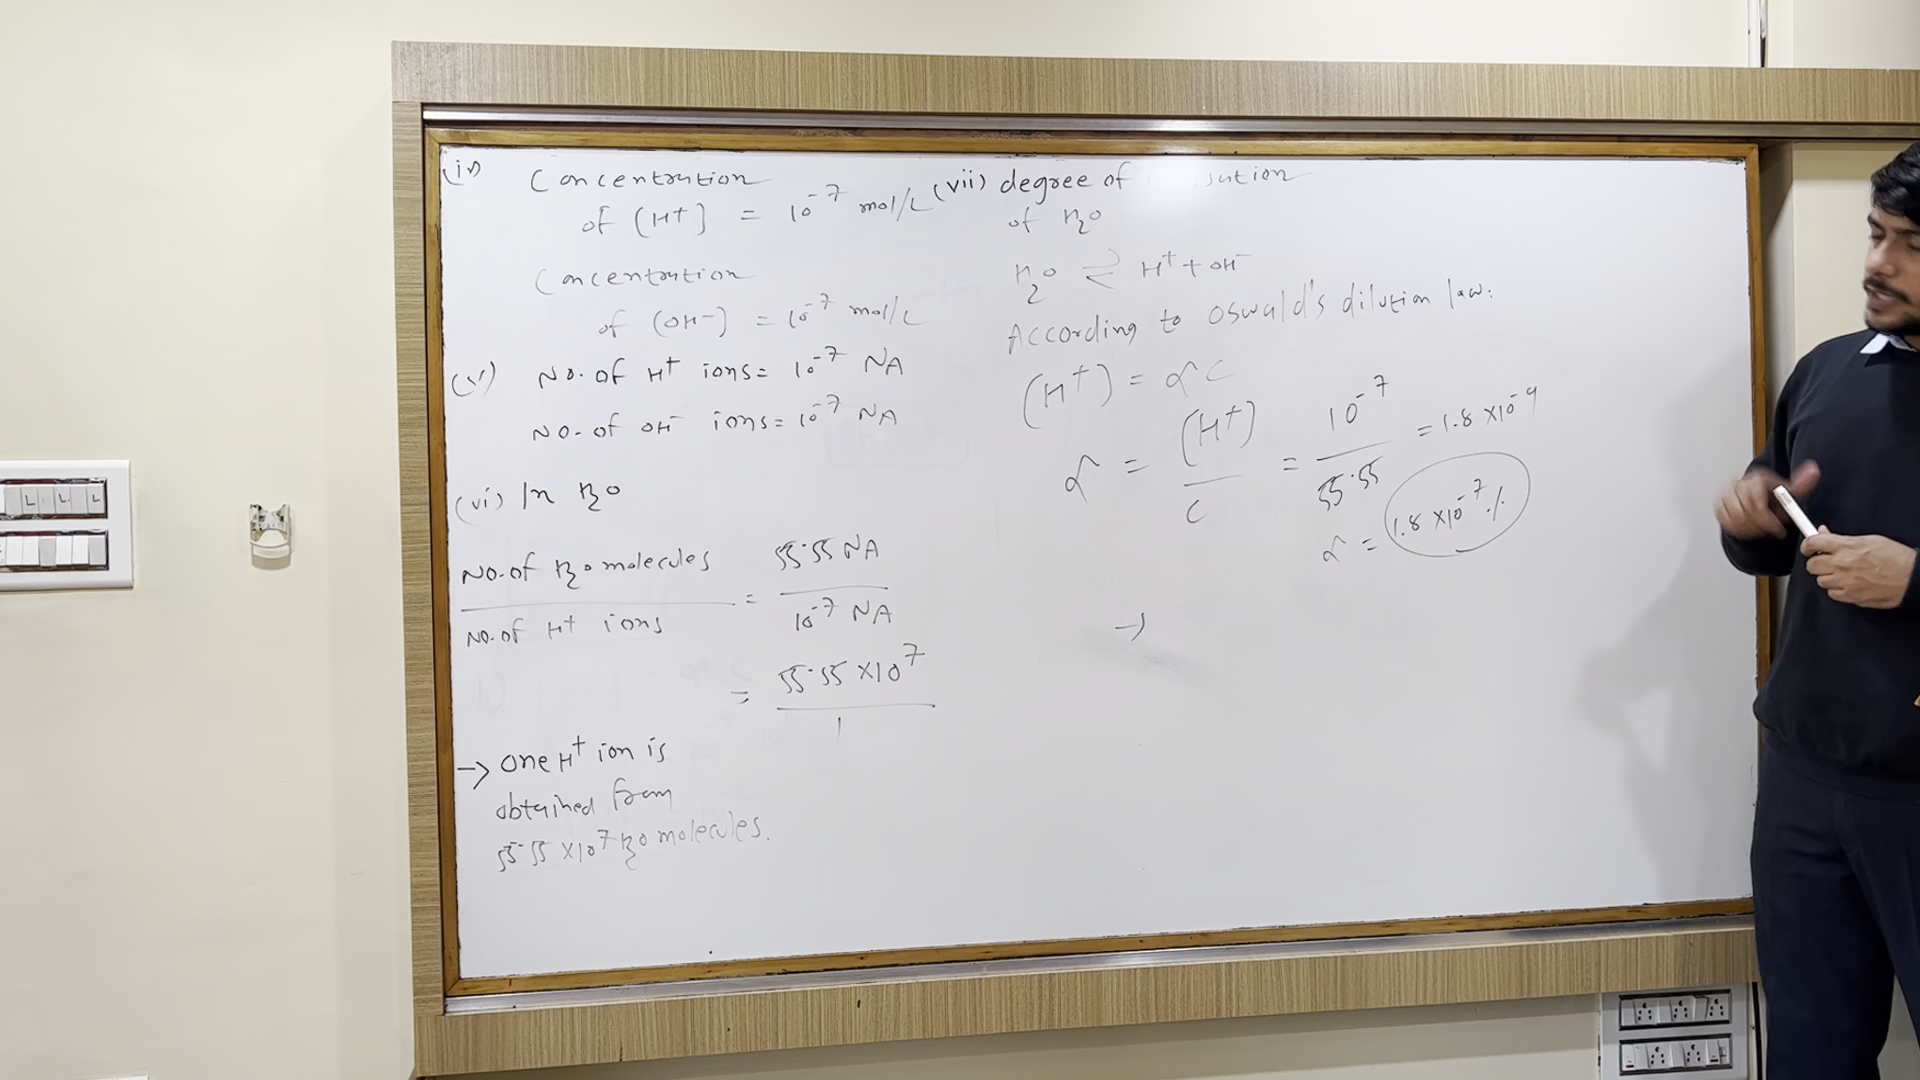 (iv) Concentration
of (H+) = 10⁻⁷ mol/L
Concentration
of (OH-) = 10⁻⁷ mol/L
(v) No. of H+ ions = 10⁻⁷ NA
No. of OH⁻ ions = 10⁻⁷ NA
(vi) In H₂O
No. of H₂O molecules / No. of H+ ions = 55.55 NA / 10⁻⁷ NA
= 55.55 × 10⁷ / 1
→ One H⁺ ion is
obtained from
55.55 × 10⁷ H₂O molecules.
(vii) degree of
of H₂O
H₂O ⇌ H⁺ + OH⁻
According to Oswald's dilution law:
(H⁺) = αC
α = (H⁺) / C = 10⁻⁷ / 55.55 = 1.8 × 10⁻⁹
α = 1.8 × 10⁻⁷ %
→